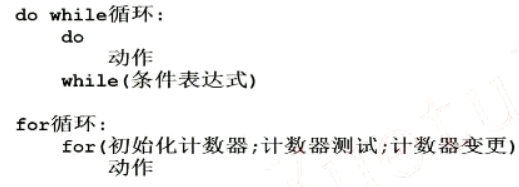 do while循环:
do
动作
while(条件表达式)
for循环:
for(初始化计数器;计数器测试;计数器变更)
动作